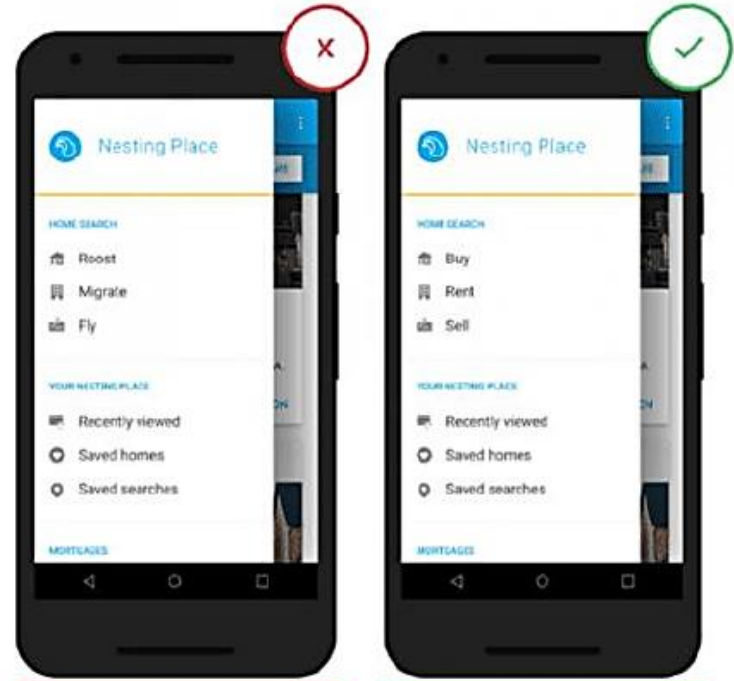 X
Nesting Place
HOME SEARCH
Roost
Migrate
Fly
YOUR NESTING PLACE
Recently viewed
Saved homes
Saved searches
MORTGAGES
Nesting Place
HOME SEARCH
Buy
Rent
Sell
YOUR NESTING PLACE
Recently viewed
Saved homes
Saved searches
MORTGAGES